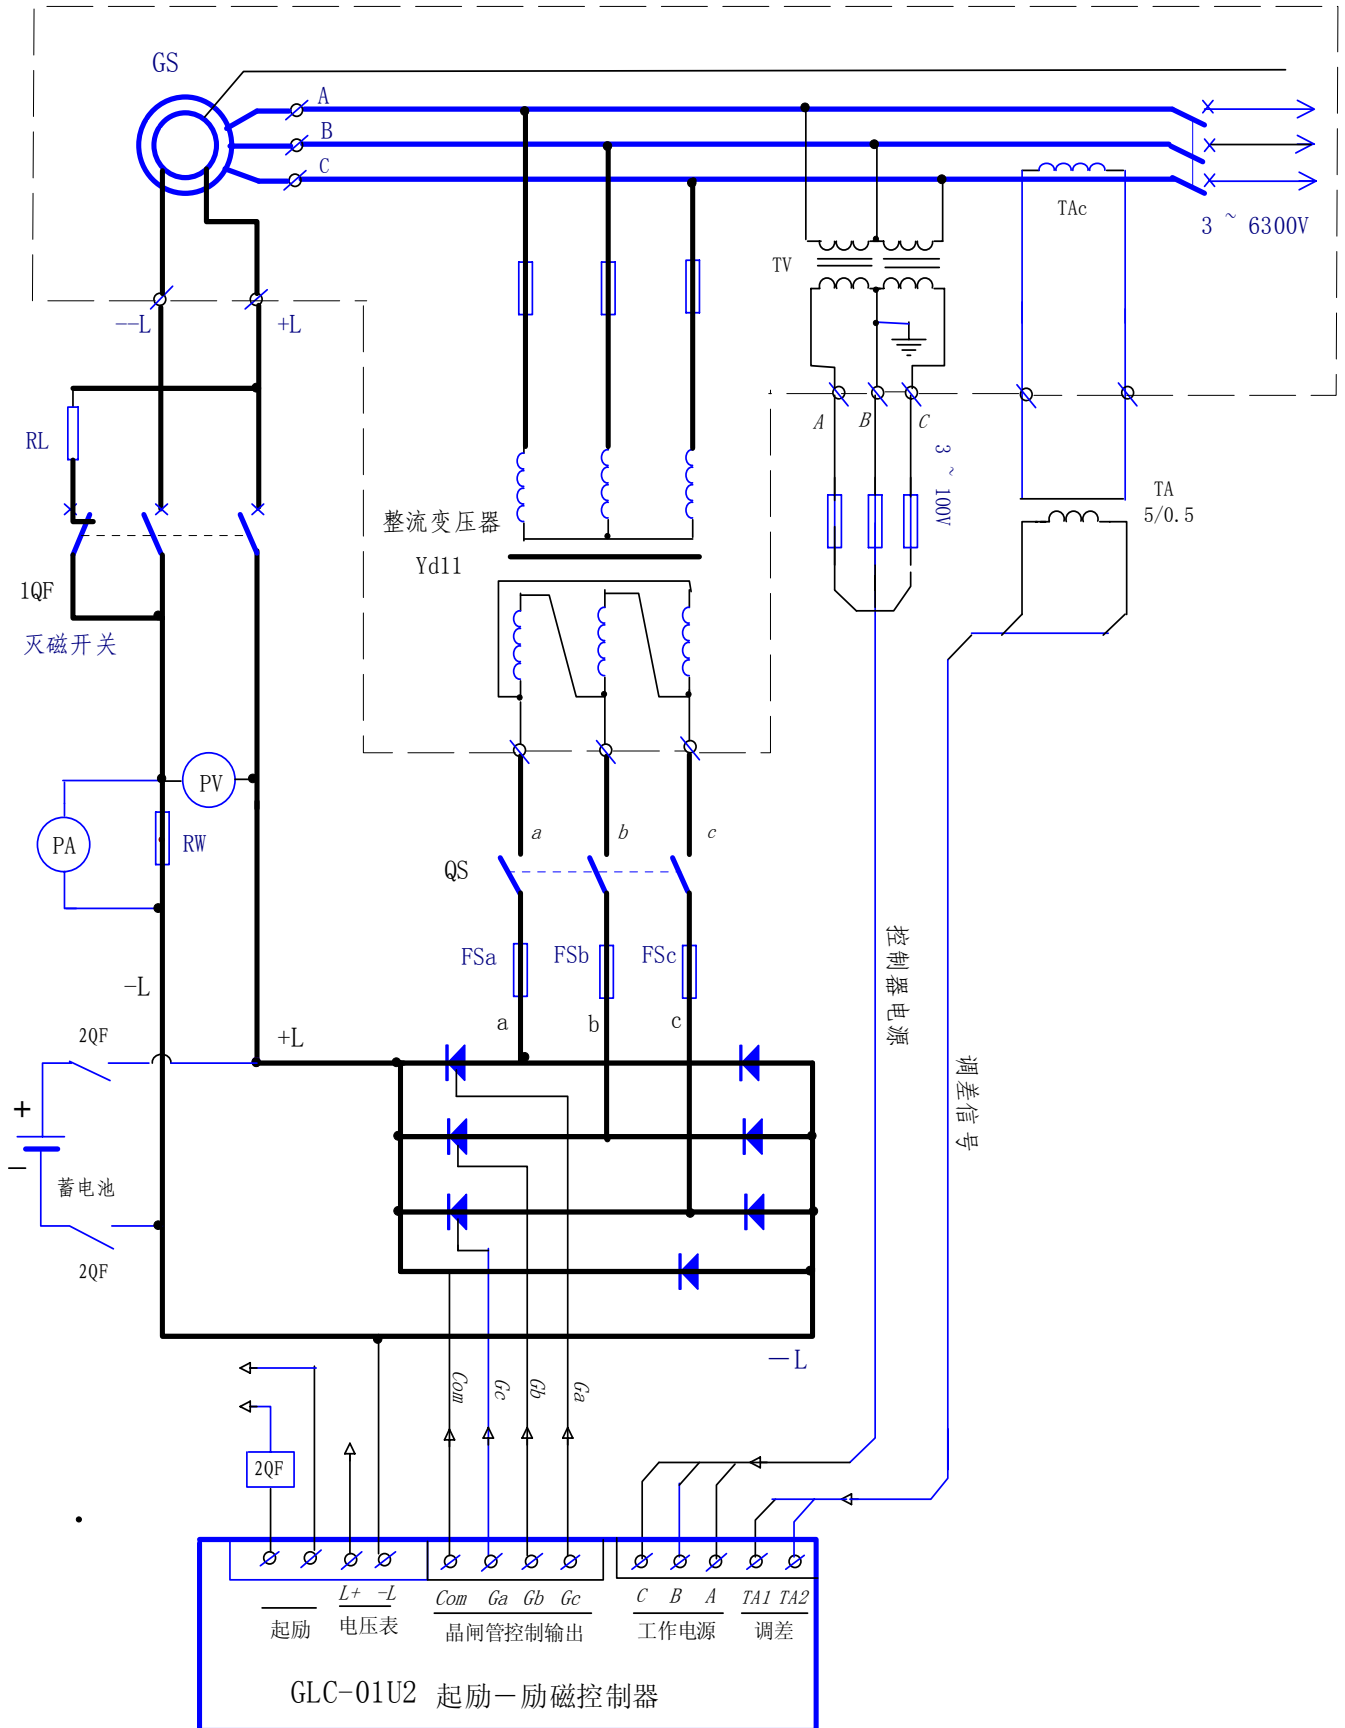 GS
A
B
C
TAc
3 ~ 6300V
TV
--L
+L
A
B
C
3 ~ 100V
RL
TA
5/0.5
整流变压器
Yd11
1QF
灭磁开关
PV
PA
RW
a
b
c
QS
FSa
FSb
FSc
控制器电源
-L
a
b
c
2QF
+L
调差信号
+
-
蓄电池
2QF
—L
Com
Gc
Gb
Ga
2QF
L+ -L
Com Ga Gb Gc
C B A
TA1 TA2
起励
电压表
晶闸管控制输出
工作电源
调差
GLC-01U2 起励－励磁控制器